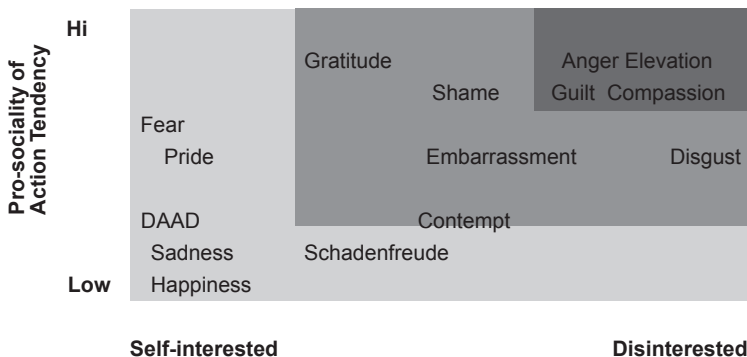 Hi
Gratitude Anger Elevation
Shame Guilt Compassion
Fear
Pride Embarrassment Disgust
DAAD Contempt
Sadness Schadenfreude
Low Happiness
Pro-sociality of
Action Tendency
Self-interested Disinterested